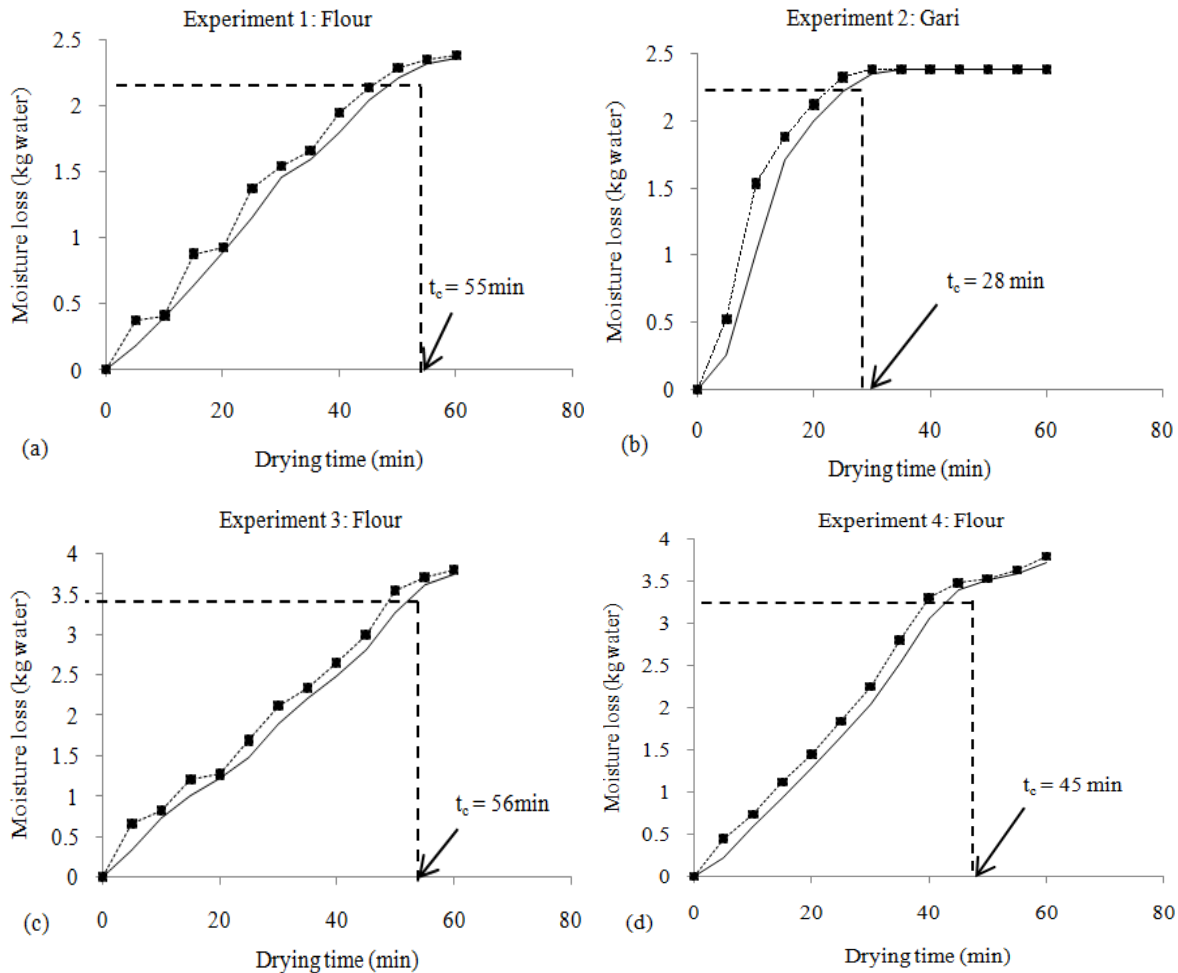 Experiment 1: Flour
2.5
2
1.5
1
0.5
0
0 20 40 60 80
Moisture loss (kg water)
Drying time (min)
t_c = 55min
(a)
Experiment 2: Gari
2.5
2
1.5
1
0.5
0
0 20 40 60 80
Moisture loss (kg water)
Drying time (min)
t_c = 28 min
(b)
Experiment 3: Flour
4
3.5
3
2.5
2
1.5
1
0.5
0
0 20 40 60 80
Moisture loss (kg water)
Drying time (min)
t_c = 56min
(c)
Experiment 4: Flour
4
3.5
3
2.5
2
1.5
1
0.5
0
0 20 40 60 80
Moisture loss (kg water)
Drying time (min)
t_c = 45 min
(d)